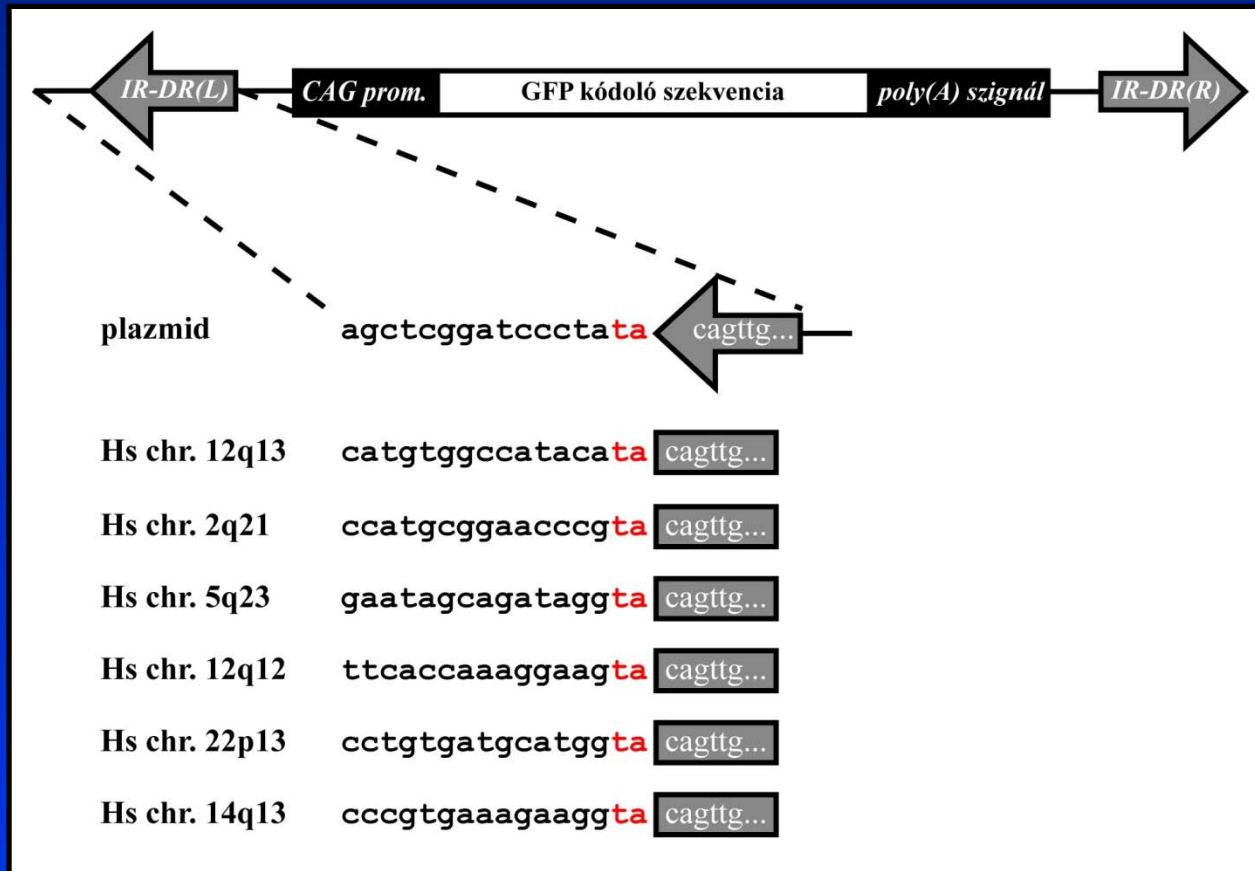 IR-DR(L) CAG prom. GFP kódoló szekvencia poly(A) szignál IR-DR(R)
plazmid agctcggatccctata cagttg...
Hs chr. 12q13 catgtggccatacata cagttg...
Hs chr. 2q21 ccatgcggaacccgta cagttg...
Hs chr. 5q23 gaatagcagataggta cagttg...
Hs chr. 12q12 ttcaccaaaggaagta cagttg...
Hs chr. 22p13 cctgtgatgcatggta cagttg...
Hs chr. 14q13 cccgtgaaagaaggta cagttg...